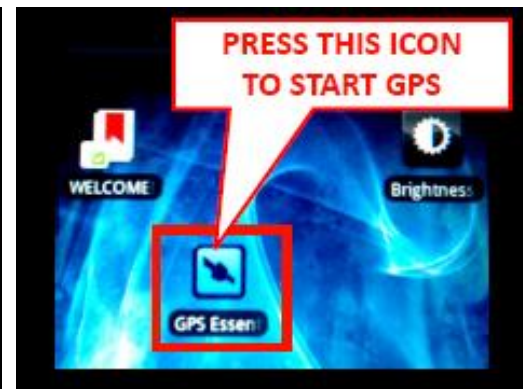 PRESS THIS ICON
TO START GPS
WELCOME
Brightness
GPS Essen